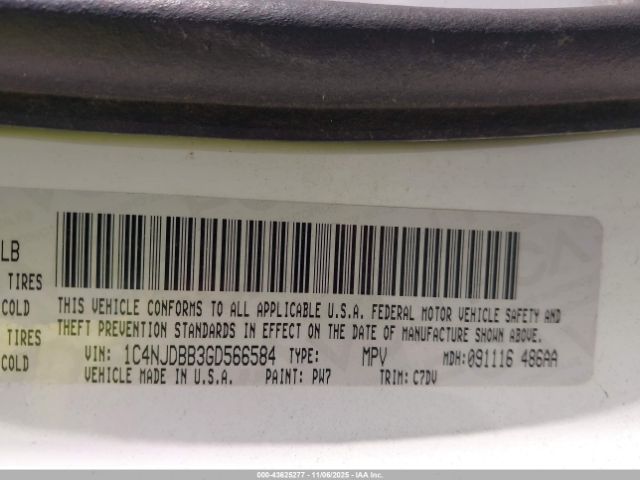 LB
TIRES
COLD
TIRES
COLD
THIS VEHICLE CONFORMS TO ALL APPLICABLE U.S.A. FEDERAL MOTOR VEHICLE SAFETY AND
THEFT PREVENTION STANDARDS IN EFFECT ON THE DATE OF MANUFACTURE SHOWN ABOVE.
VIN: 1C4NJDBB3GD566584 TYPE: MPV MDH:091116 486AA
VEHICLE MADE IN U.S.A. PAINT: PW7 TRIM: C7DV
000-43625277 - 11/06/2025 - IAA Inc.